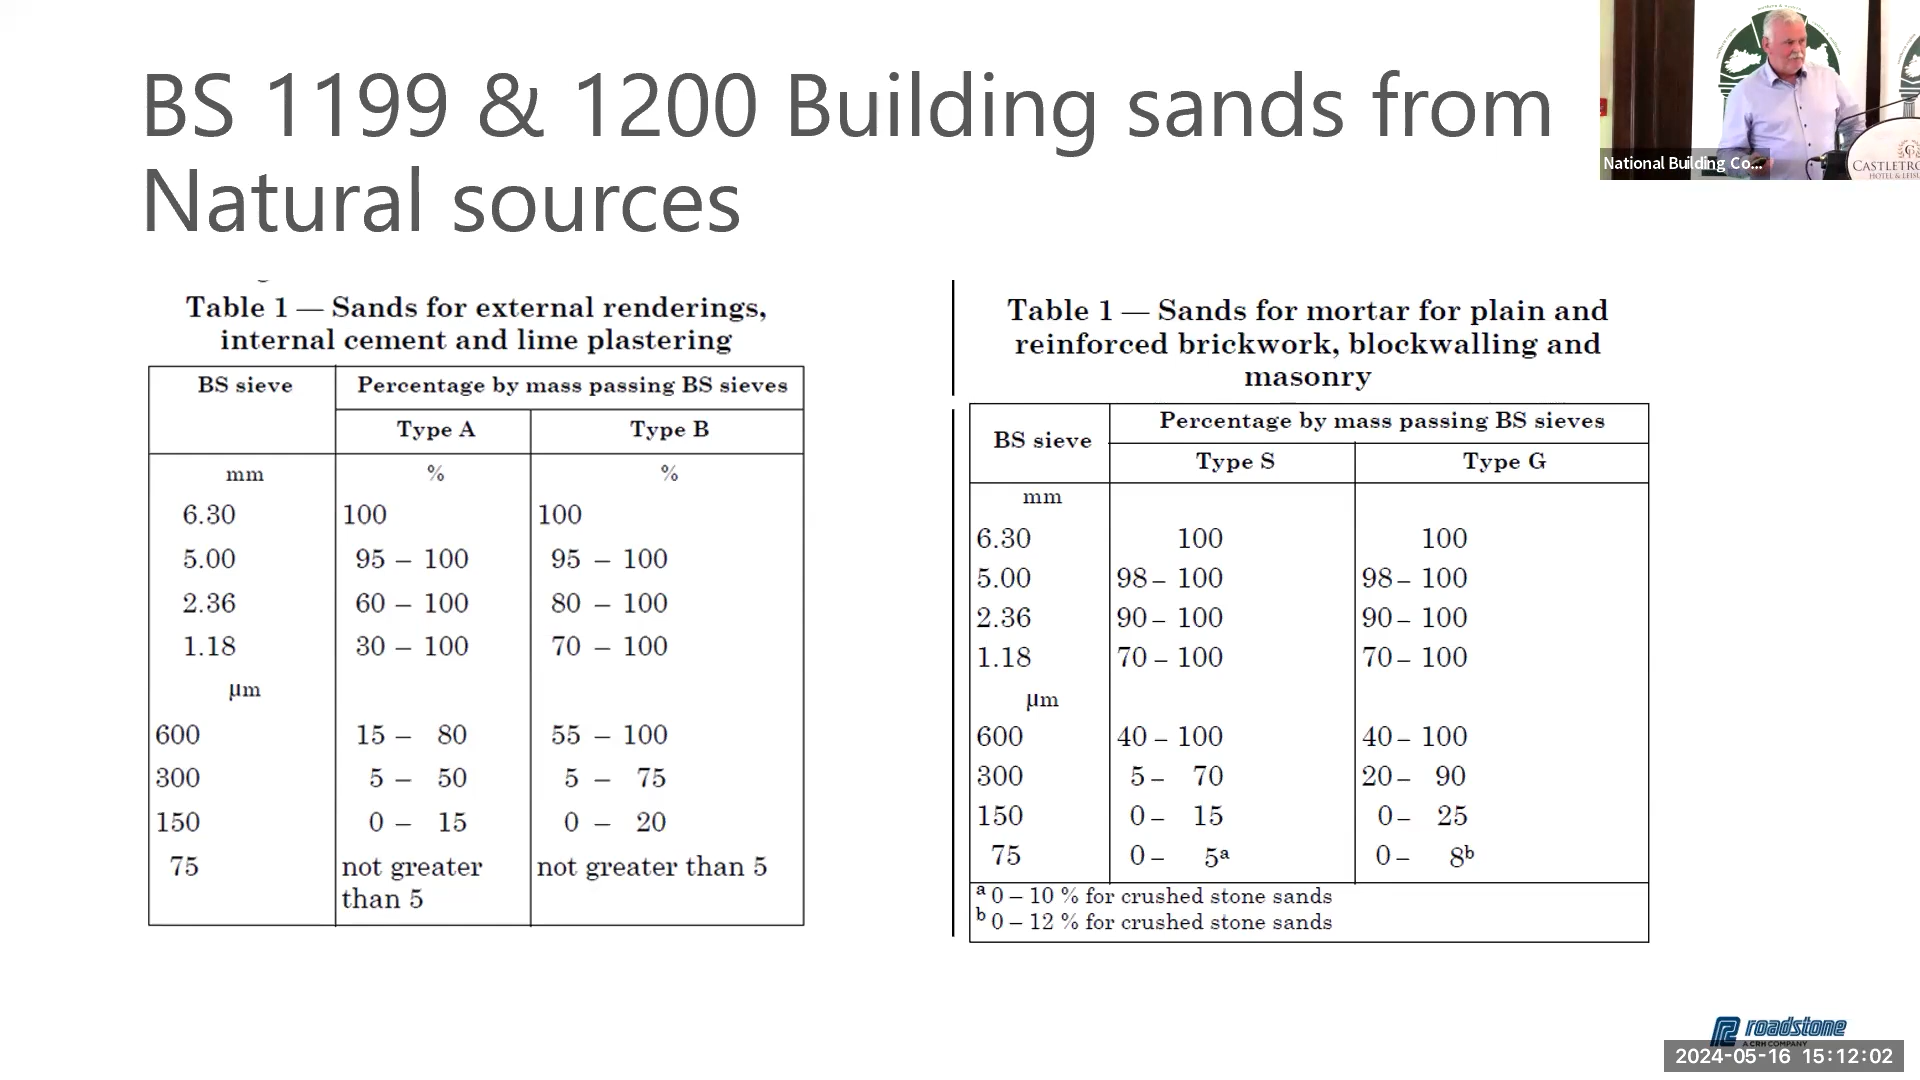 BS 1199 & 1200 Building sands from
Natural sources
National Building Co...
CASTLETRO
HOTEL & LEISU
Table 1 — Sands for external renderings,
internal cement and lime plastering
BS sieve Percentage by mass passing BS sieves
Type A Type B
mm % %
6.30 100 100
5.00 95 – 100 95 – 100
2.36 60 – 100 80 – 100
1.18 30 – 100 70 – 100
µm
600 15 – 80 55 – 100
300 5 – 50 5 – 75
150 0 – 15 0 – 20
75 not greater than 5 not greater than 5
Table 1 — Sands for mortar for plain and
reinforced brickwork, blockwalling and
masonry
BS sieve Percentage by mass passing BS sieves
Type S Type G
mm
6.30 100 100
5.00 98 – 100 98 – 100
2.36 90 – 100 90 – 100
1.18 70 – 100 70 – 100
µm
600 40 – 100 40 – 100
300 5 – 70 20 – 90
150 0 – 15 0 – 25
75 0 – 5ᵃ 0 – 8ᵇ
ᵃ 0 – 10 % for crushed stone sands
ᵇ 0 – 12 % for crushed stone sands
roadstone
A CRH COMPANY
2024-05-16 15:12:02